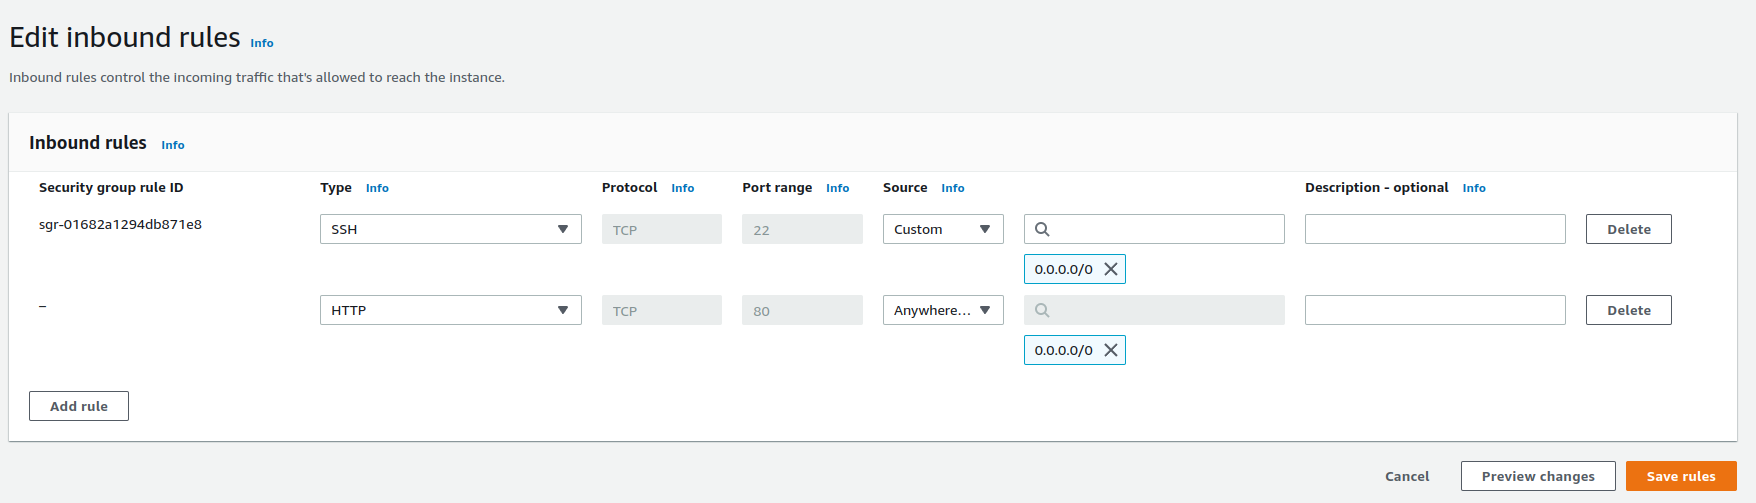 Edit inbound rules Info
Inbound rules control the incoming traffic that's allowed to reach the instance.
Inbound rules Info
Security group rule ID Type Info Protocol Info Port range Info Source Info Description - optional Info
sgr-01682a1294db871e8 SSH TCP 22 Custom Delete
0.0.0.0/0
– HTTP TCP 80 Anywhere... Delete
0.0.0.0/0
Add rule
Cancel Preview changes Save rules